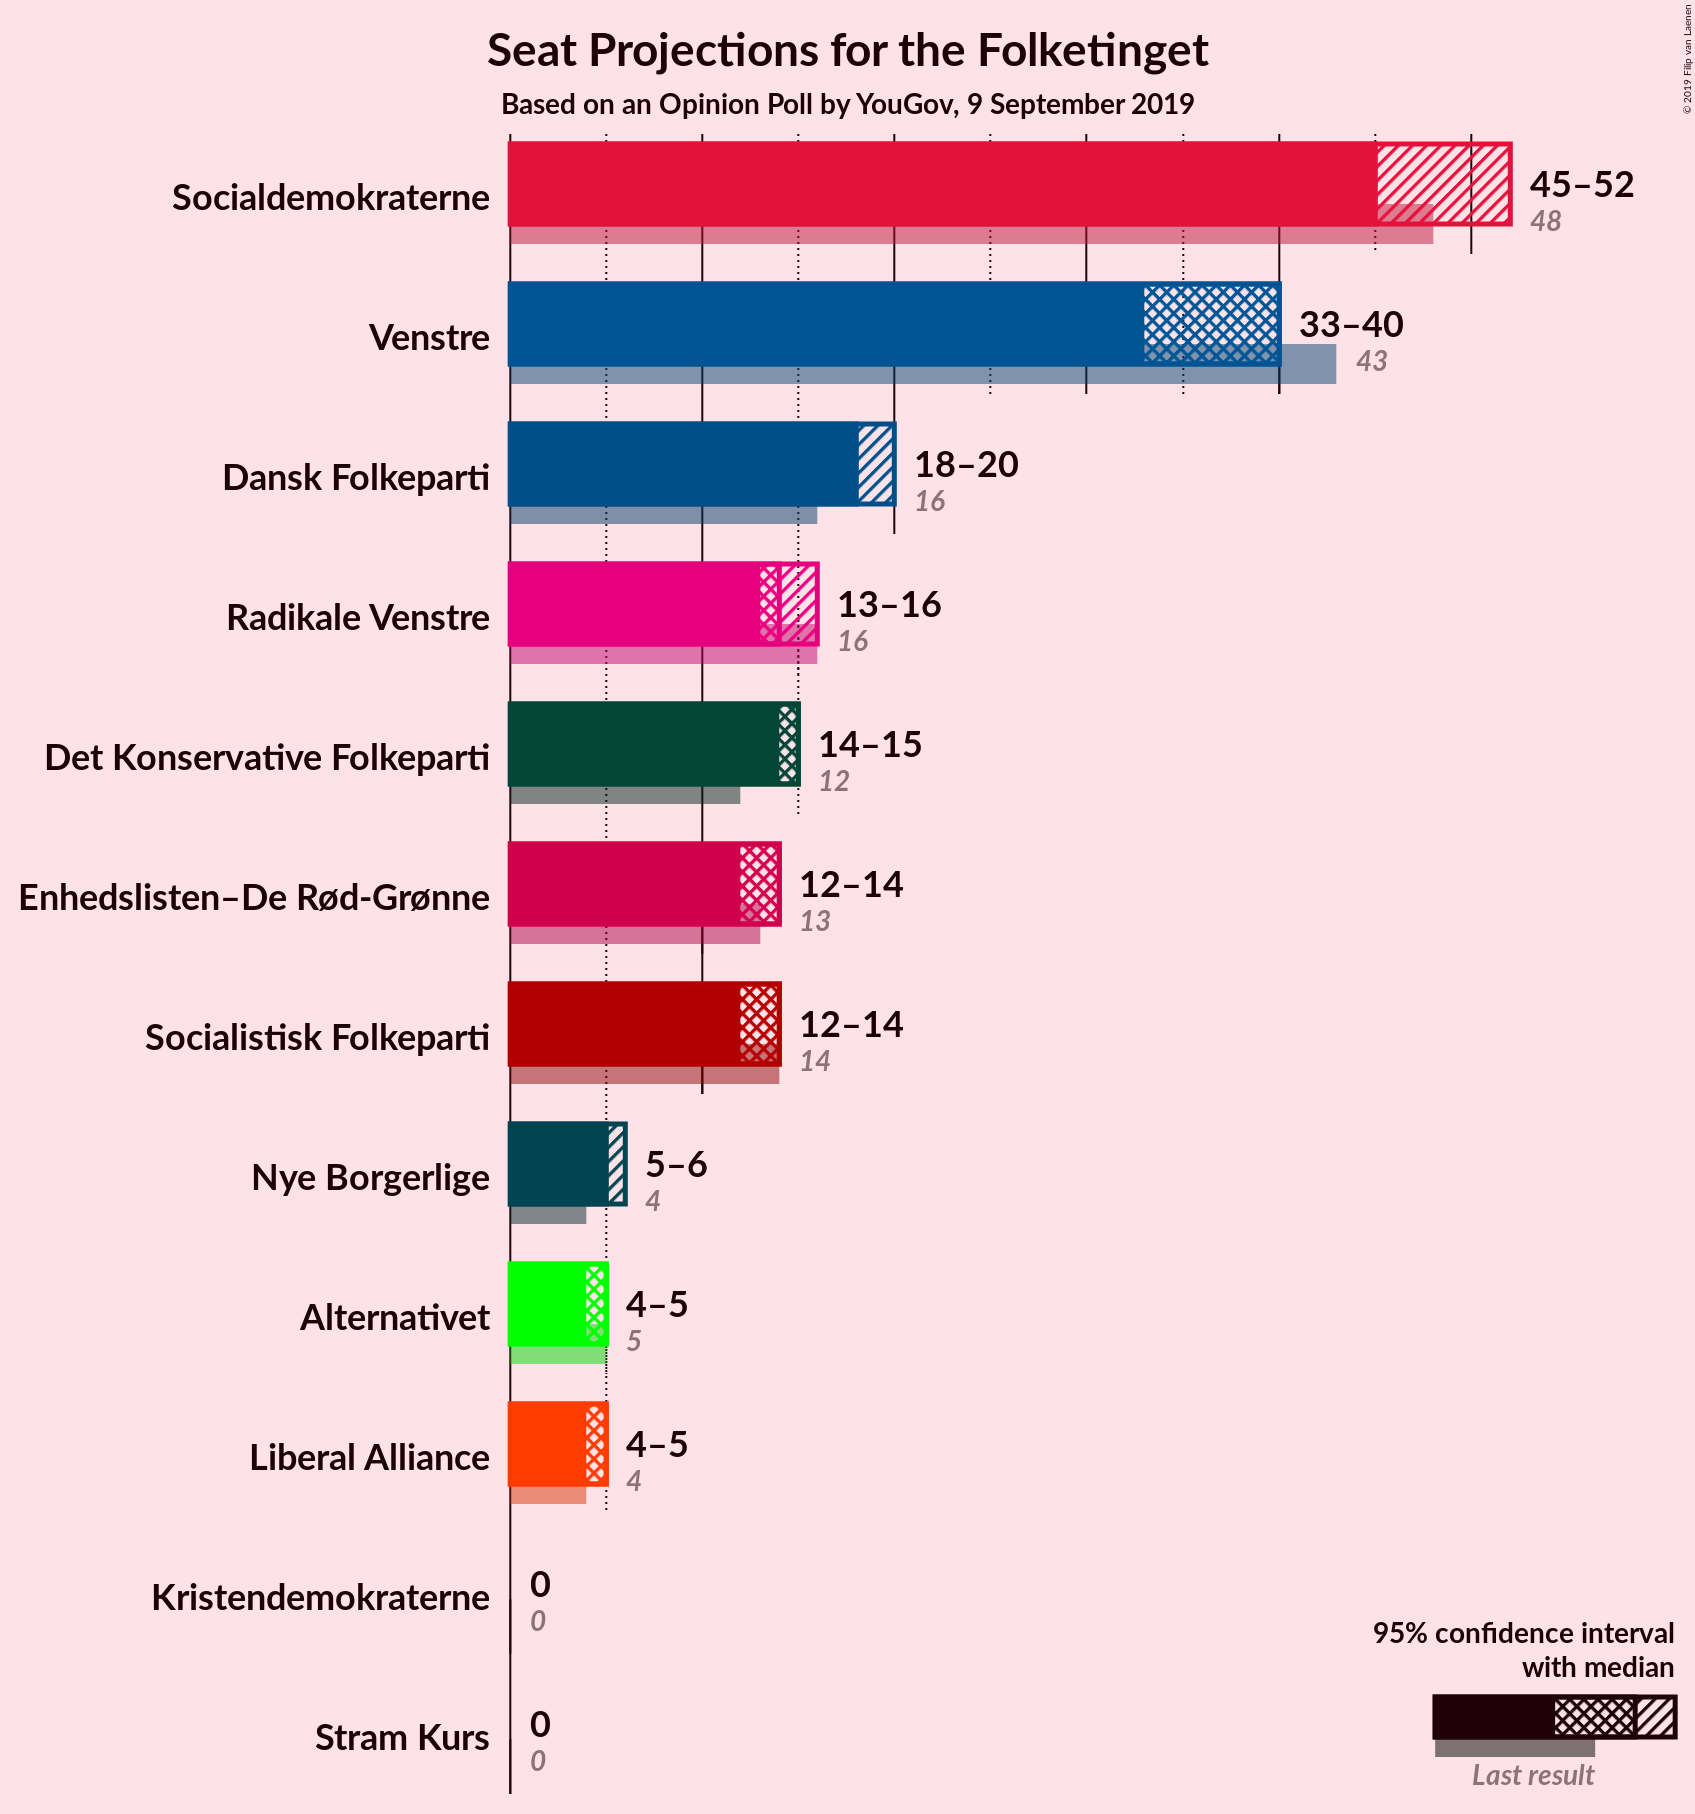 Seat Projections for the Folketinget
Based on an Opinion Poll by YouGov, 9 September 2019
© 2019 Filip van Laenen
Socialdemokraterne
45–52
48
Venstre
33–40
43
Dansk Folkeparti
18–20
16
Radikale Venstre
13–16
16
Det Konservative Folkeparti
14–15
12
Enhedslisten–De Rød-Grønne
12–14
13
Socialistisk Folkeparti
12–14
14
Nye Borgerlige
5–6
4
Alternativet
4–5
5
Liberal Alliance
4–5
4
Kristendemokraterne
0
0
Stram Kurs
0
0
95% confidence interval
with median
Last result